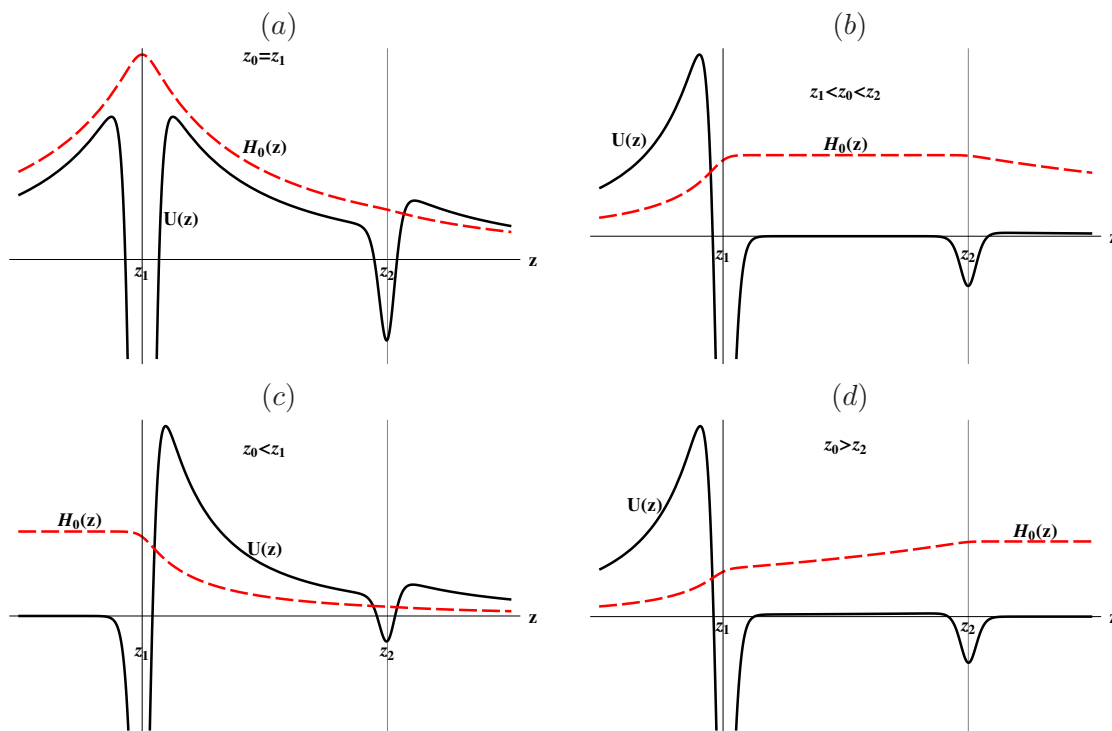 (a)
z₀=z₁
H₀(z)
U(z)
z₁
z₂
z
(b)
z₁<z₀<z₂
U(z)
H₀(z)
z₁
z₂
z
(c)
z₀<z₁
H₀(z)
U(z)
z₁
z₂
z
(d)
z₀>z₂
U(z)
H₀(z)
z₁
z₂
z